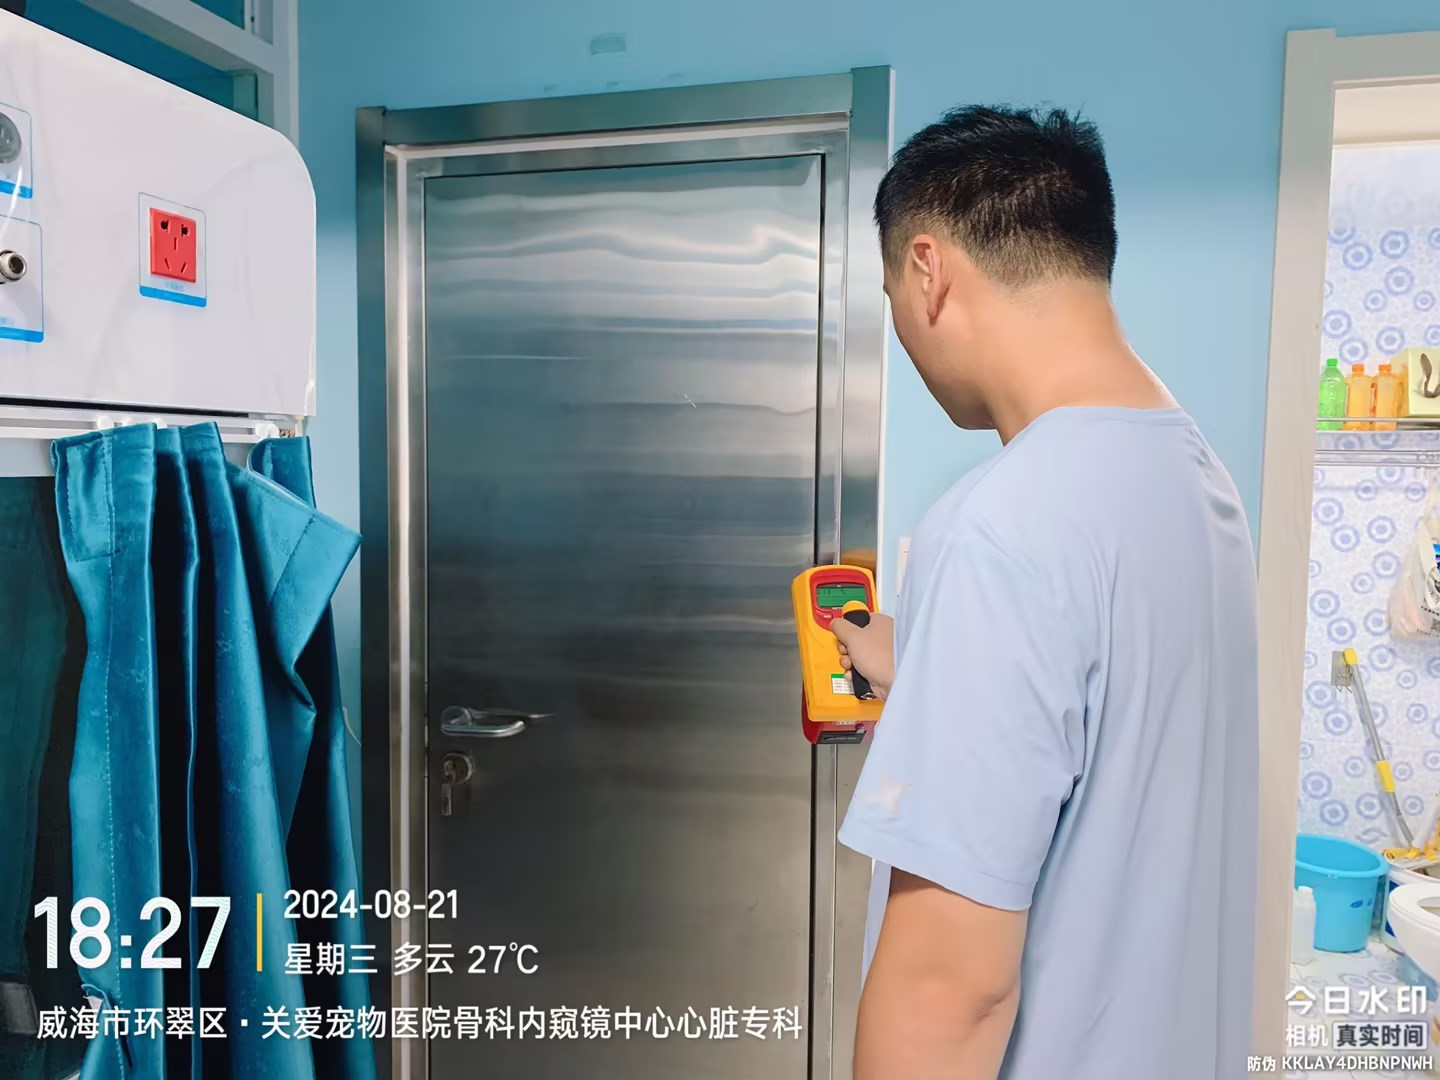 18:27
2024-08-21
星期三 多云 27℃
威海市环翠区·关爱宠物医院骨科内窥镜中心心脏专科
今日水印
相机 真实时间
防伪 KKLAY4DHBNPNWH